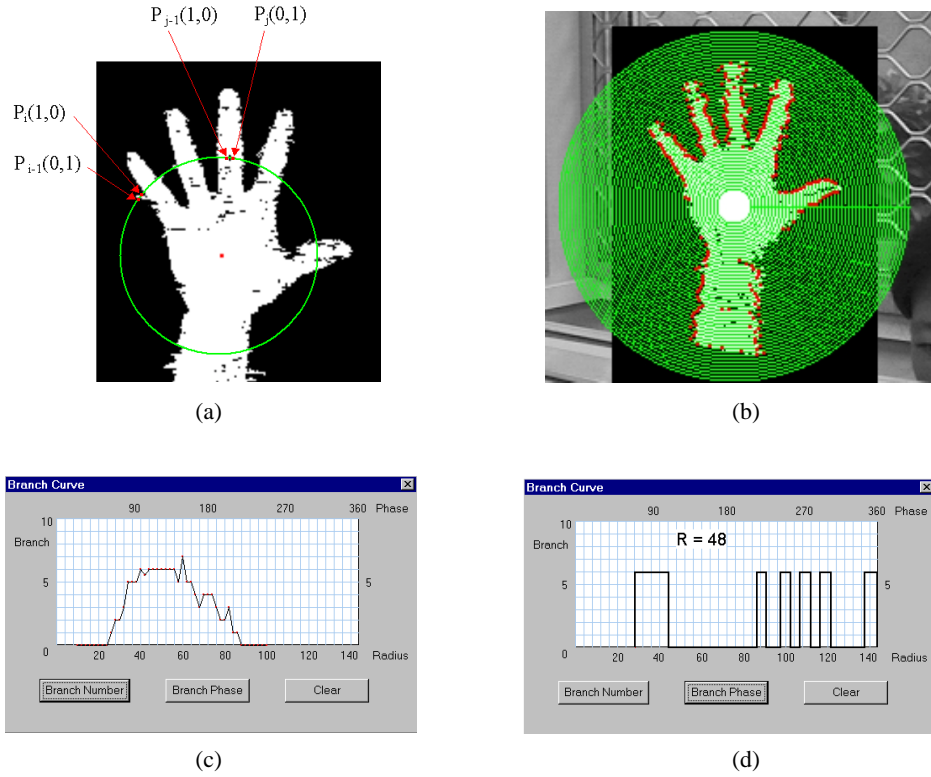 P_{j-1}(1,0) P_j(0,1)
P_i(1,0)
P_{i-1}(0,1)
(a)
(b)
Branch Curve
90 180 270 360 Phase
10
Branch
5 5
0 20 40 60 80 100 120 140 Radius
Branch Number Branch Phase Clear
(c)
Branch Curve
90 180 270 360 Phase
10
Branch R = 48
5 5
0 20 40 60 80 100 120 140 Radius
Branch Number Branch Phase Clear
(d)